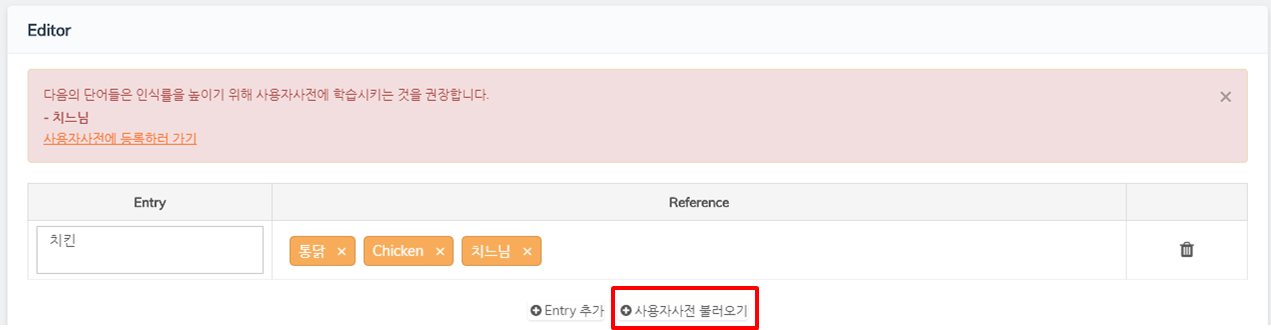 Editor
다음의 단어들은 인식률을 높이기 위해 사용자사전에 학습시키는 것을 권장합니다.
- 치느님
사용자사전에 등록하러 가기
Entry Reference
치킨 통닭 Chicken 치느님
Entry 추가 사용자사전 불러오기